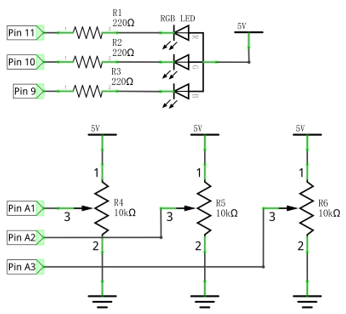 R1
220Ω
RGB LED
5V
Pin 11
R2
220Ω
Pin 10
R3
220Ω
Pin 9
5V
5V
5V
1
1
1
R4
10kΩ
R5
10kΩ
R6
10kΩ
Pin A1
3
3
3
Pin A2
2
2
2
Pin A3